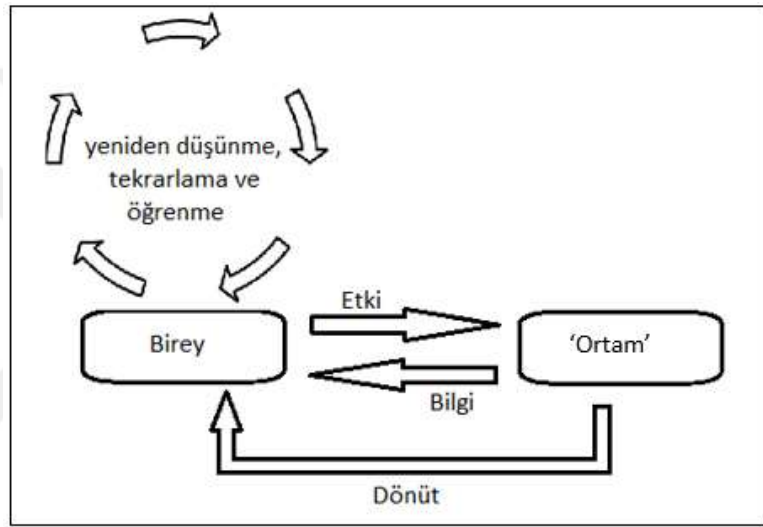 yeniden düşünme,
tekrarlama ve
öğrenme
Etki
Birey
‘Ortam’
Bilgi
Dönüt